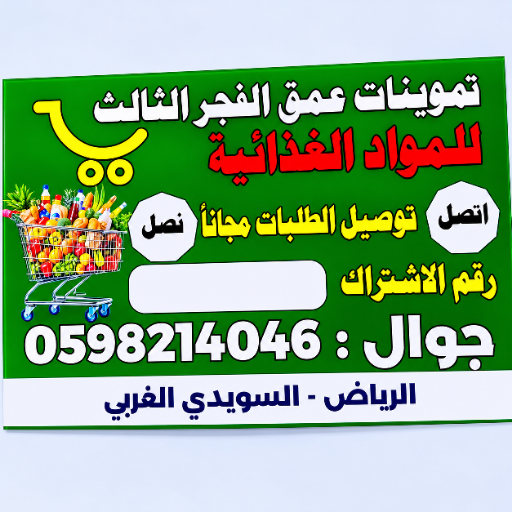 تموينات عمق الفجر الثالث
للمواد الغذائية
اتصل توصيل الطلبات مجاناً نصل
رقم الاشتراك
جوال : 0598214046
الرياض - السويدي الغربي